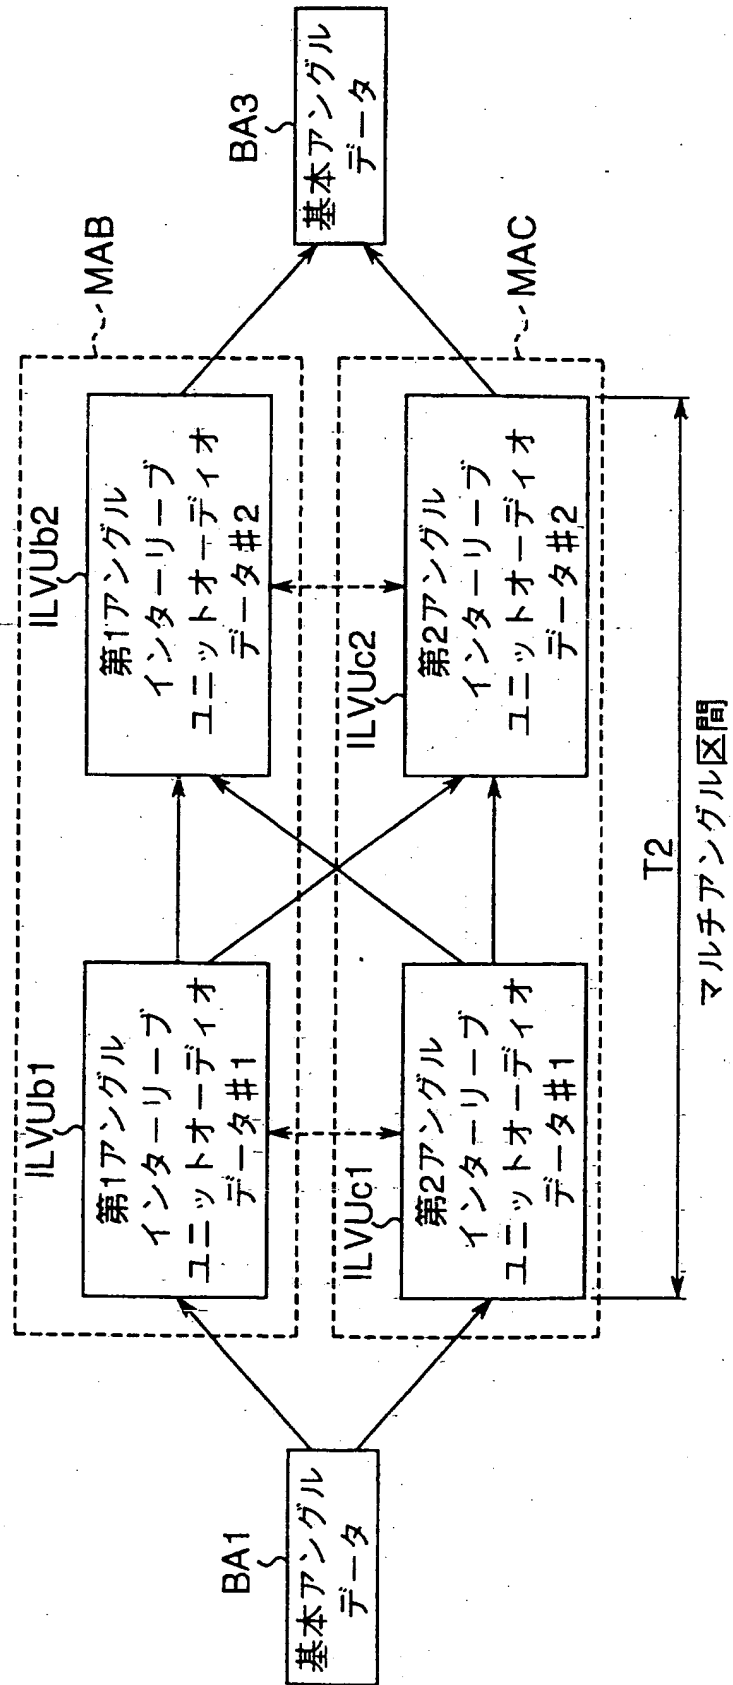 BA1
基本アングル
データ
MAB
ILVUb1
第1アングル
インターリーブ
ユニットオーディオ
データ#1
ILVUb2
第1アングル
インターリーブ
ユニットオーディオ
データ#2
ILVUc1
第2アングル
インターリーブ
ユニットオーディオ
データ#1
ILVUc2
第2アングル
インターリーブ
ユニットオーディオ
データ#2
MAC
BA3
基本アングル
データ
T2
マルチアングル区間